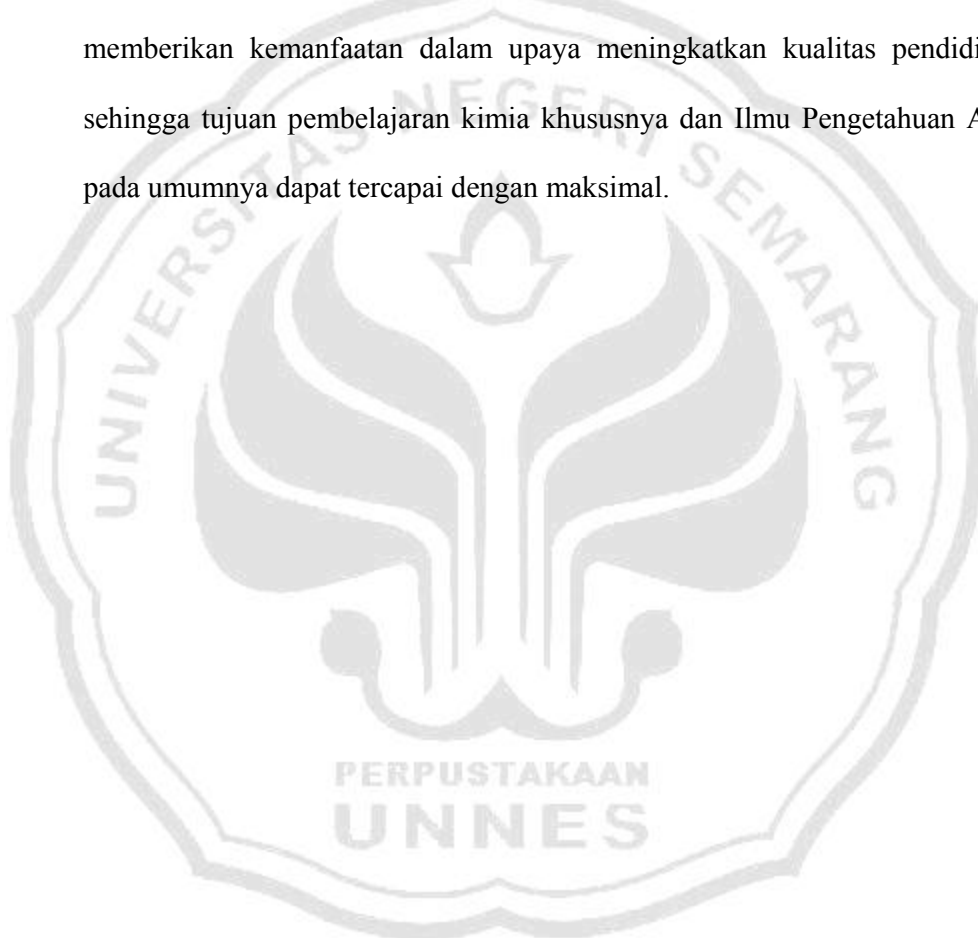 memberikan kemanfaatan dalam upaya meningkatkan kualitas pendidi
sehingga tujuan pembelajaran kimia khususnya dan Ilmu Pengetahuan A
pada umumnya dapat tercapai dengan maksimal.
UNIVERSITAS NEGERI SEMARANG
PERPUSTAKAAN
UNNES